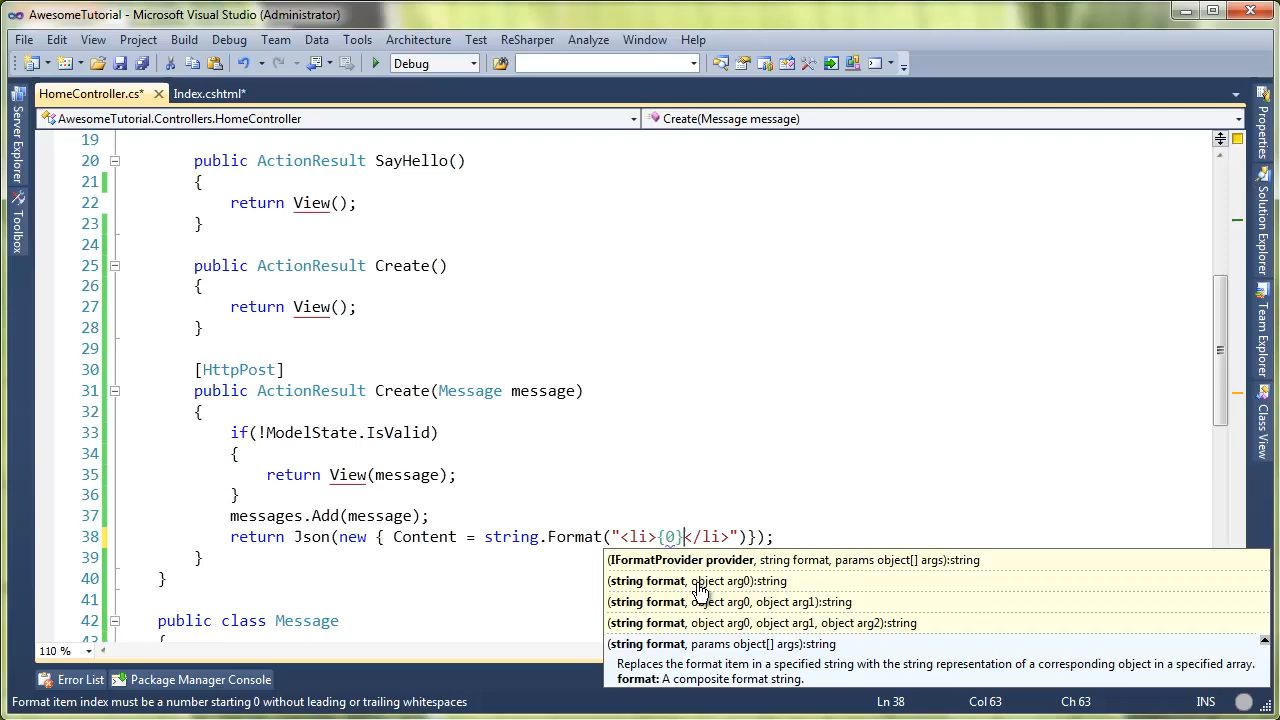 AwesomeTutorial - Microsoft Visual Studio (Administrator)
File Edit View Project Build Debug Team Data Tools Architecture Test ReSharper Analyze Window Help
Debug
HomeController.cs* Index.cshtml*
AwesomeTutorial.Controllers.HomeController Create(Message message)
Server Explorer
Toolbox
Properties
Solution Explorer
Team Explorer
Class View
19
20 public ActionResult SayHello()
21 {
22 return View();
23 }
24
25 public ActionResult Create()
26 {
27 return View();
28 }
29
30 [HttpPost]
31 public ActionResult Create(Message message)
32 {
33 if(!ModelState.IsValid)
34 {
35 return View(message);
36 }
37 messages.Add(message);
38 return Json(new { Content = string.Format("<li>{0}</li>")});
39 }
40 }
41
42 public class Message
43 {
(IFormatProvider provider, string format, params object[] args):string
(string format, object arg0):string
(string format, object arg0, object arg1):string
(string format, object arg0, object arg1, object arg2):string
(string format, params object[] args):string
Replaces the format item in a specified string with the string representation of a corresponding object in a specified array.
format: A composite format string.
110 %
Error List Package Manager Console
Format item index must be a number starting 0 without leading or trailing whitespaces Ln 38 Col 63 Ch 63 INS